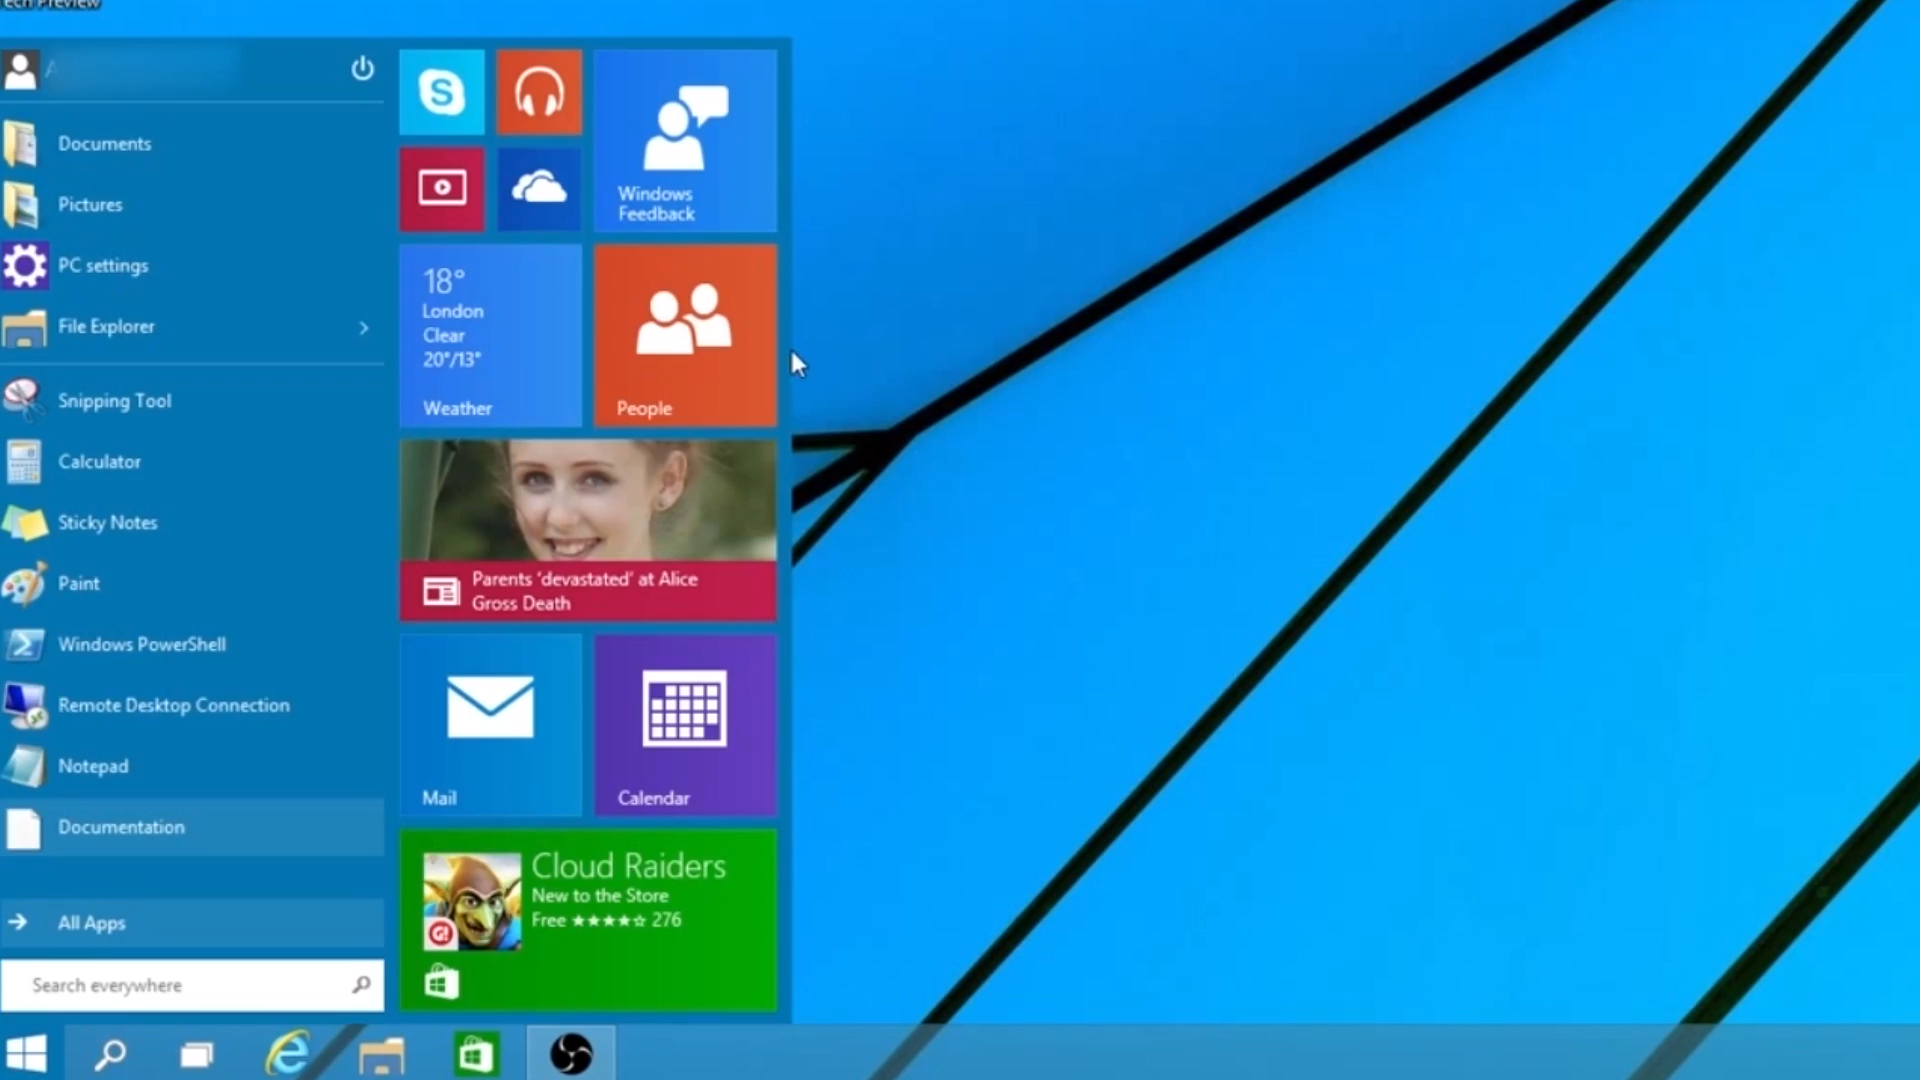 Tech Preview
Documents
Pictures
PC settings
File Explorer
Snipping Tool
Calculator
Sticky Notes
Paint
Windows PowerShell
Remote Desktop Connection
Notepad
Documentation
All Apps
Search everywhere
S
Windows
Feedback
18°
London
Clear
20°/13°
Weather
People
Parents 'devastated' at Alice
Gross Death
Mail
Calendar
Cloud Raiders
New to the Store
Free ★★★★☆ 276
G!